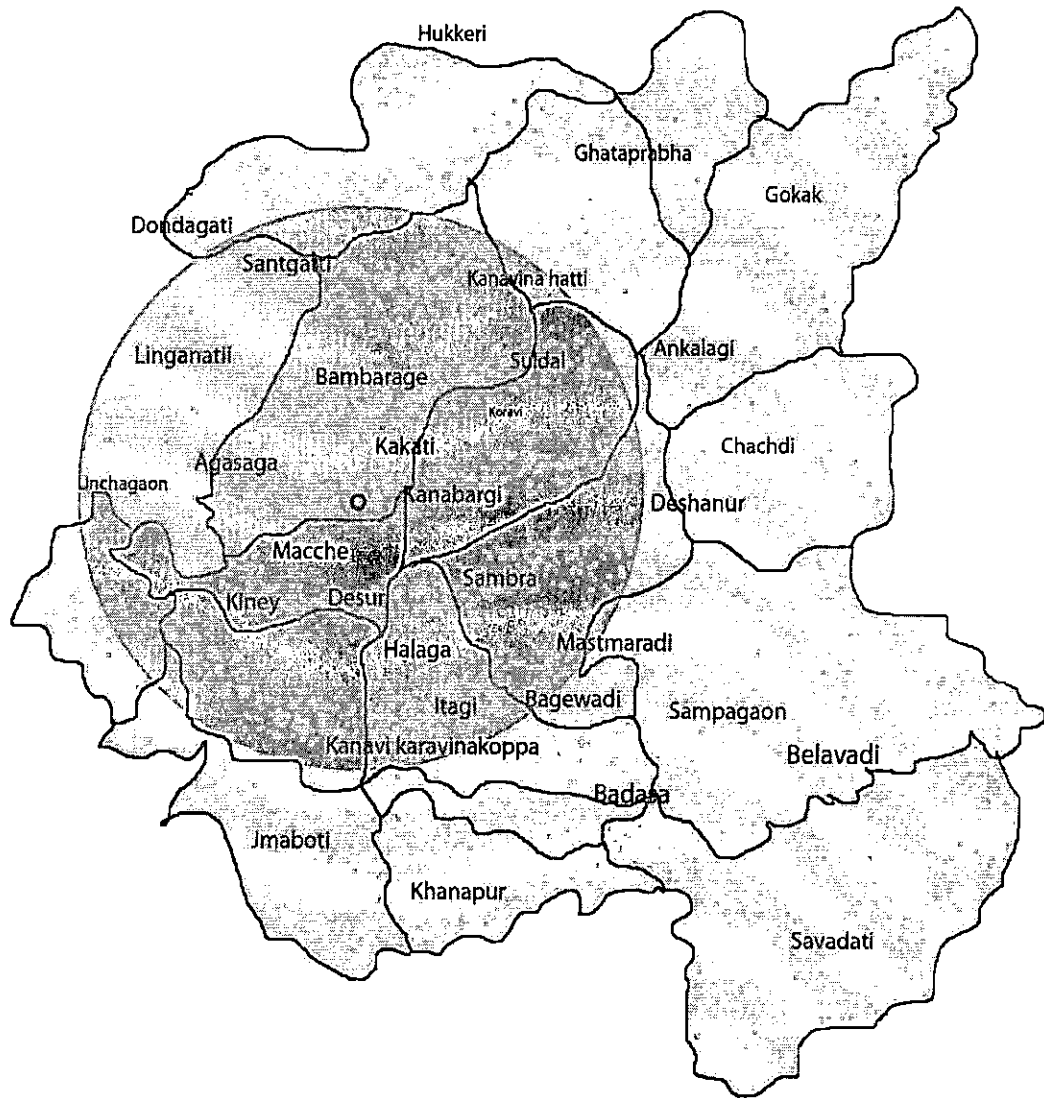 Hukkeri
Ghataprabha
Gokak
Dondagati
Santgatti
Kanavina hatti
Linganatii
Bambarage
Suldal
Ankalagi
Koravi
Kakati
Chachdi
Agasaga
Unchagaon
Kanabargi
Deshanur
Macche
Sambra
Kiney
Desur
Halaga
Mastmaradi
Itagi
Bagewadi
Sampagaon
Kanavi karavinakoppa
Belavadi
Badasa
Jmaboti
Khanapur
Savadati